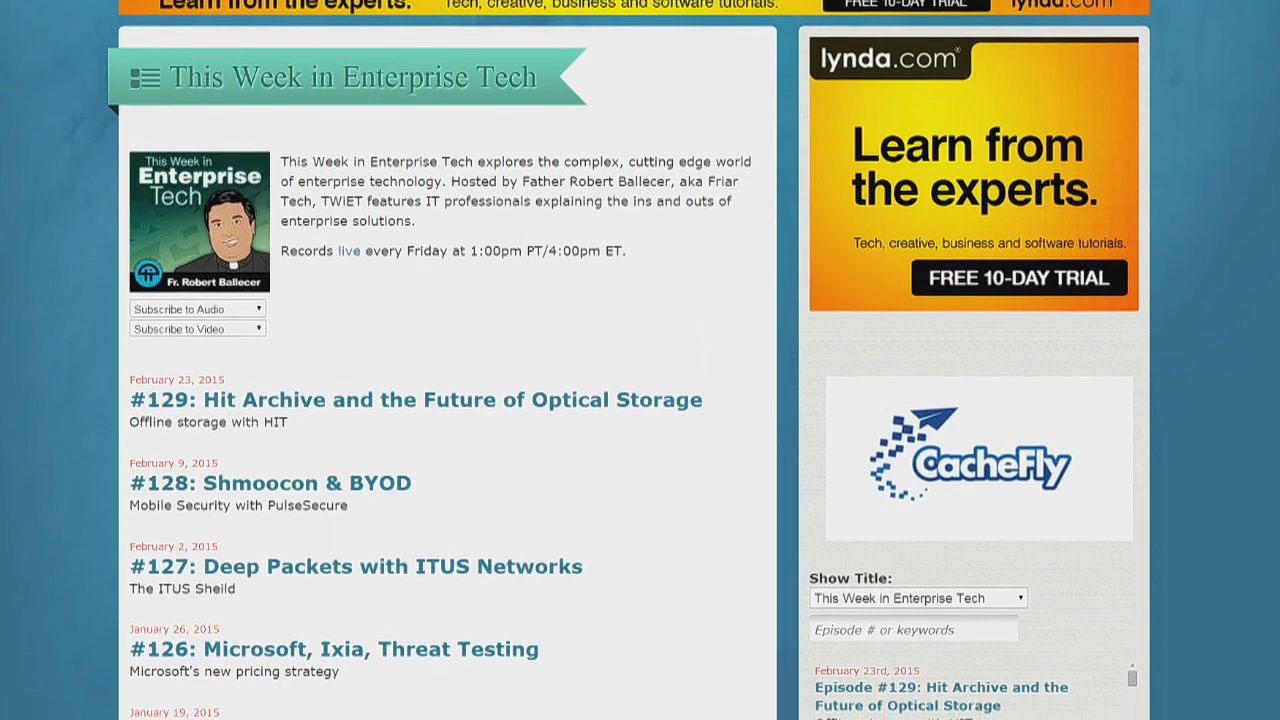 Learn from the experts. Tech, creative, business and software tutorials. FREE 10-DAY TRIAL lynda.com
This Week in Enterprise Tech
This Week in
Enterprise
Tech
Fr. Robert Ballecer
This Week in Enterprise Tech explores the complex, cutting edge world
of enterprise technology. Hosted by Father Robert Ballecer, aka Friar
Tech, TWiET features IT professionals explaining the ins and outs of
enterprise solutions.
Records live every Friday at 1:00pm PT/4:00pm ET.
Subscribe to Audio
Subscribe to Video
February 23, 2015
#129: Hit Archive and the Future of Optical Storage
Offline storage with HIT
February 9, 2015
#128: Shmoocon & BYOD
Mobile Security with PulseSecure
February 2, 2015
#127: Deep Packets with ITUS Networks
The ITUS Sheild
January 26, 2015
#126: Microsoft, Ixia, Threat Testing
Microsoft's new pricing strategy
January 19, 2015
lynda.com®
Learn from
the experts.
Tech, creative, business and software tutorials.
FREE 10-DAY TRIAL
CacheFly
Show Title:
This Week in Enterprise Tech
Episode # or keywords
February 23rd, 2015
Episode #129: Hit Archive and the
Future of Optical Storage